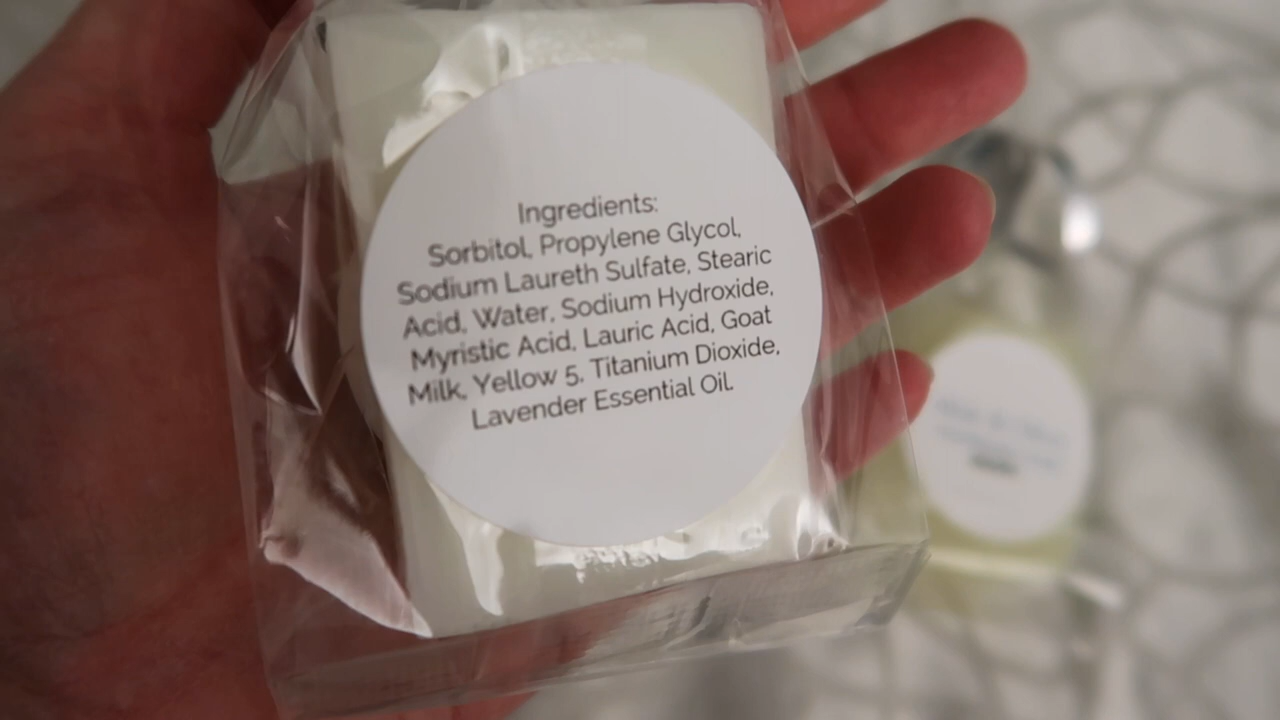 Ingredients:
Sorbitol, Propylene Glycol,
Sodium Laureth Sulfate, Stearic
Acid, Water, Sodium Hydroxide,
Myristic Acid, Lauric Acid, Goat
Milk, Yellow 5. Titanium Dioxide,
Lavender Essential Oil.